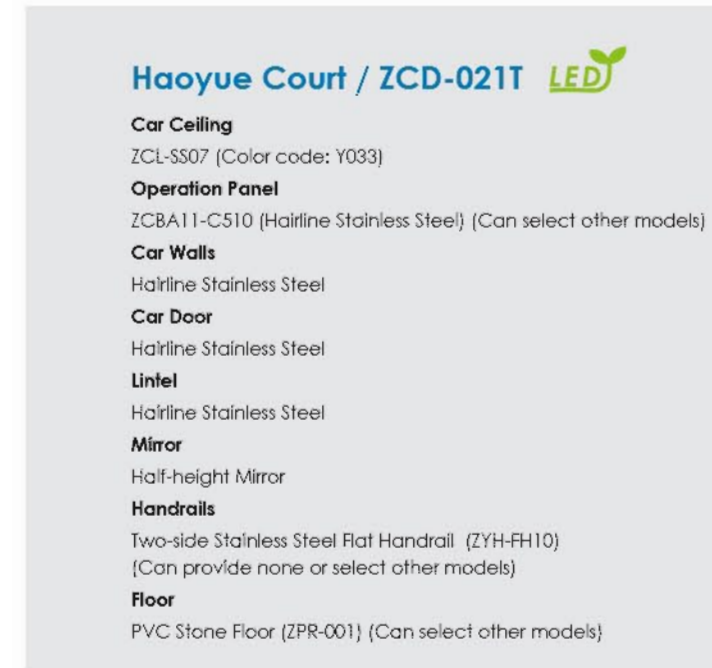 Haoyue Court / ZCD-021T LED
Car Ceiling
ZCL-SS07 (Color code: Y033)
Operation Panel
ZCBA11-C510 (Hairline Stainless Steel) (Can select other models)
Car Walls
Hairline Stainless Steel
Car Door
Hairline Stainless Steel
Lintel
Hairline Stainless Steel
Mirror
Half-height Mirror
Handrails
Two-side Stainless Steel Flat Handrail (ZYH-FH10)
(Can provide none or select other models)
Floor
PVC Stone Floor (ZPR-001) (Can select other models)